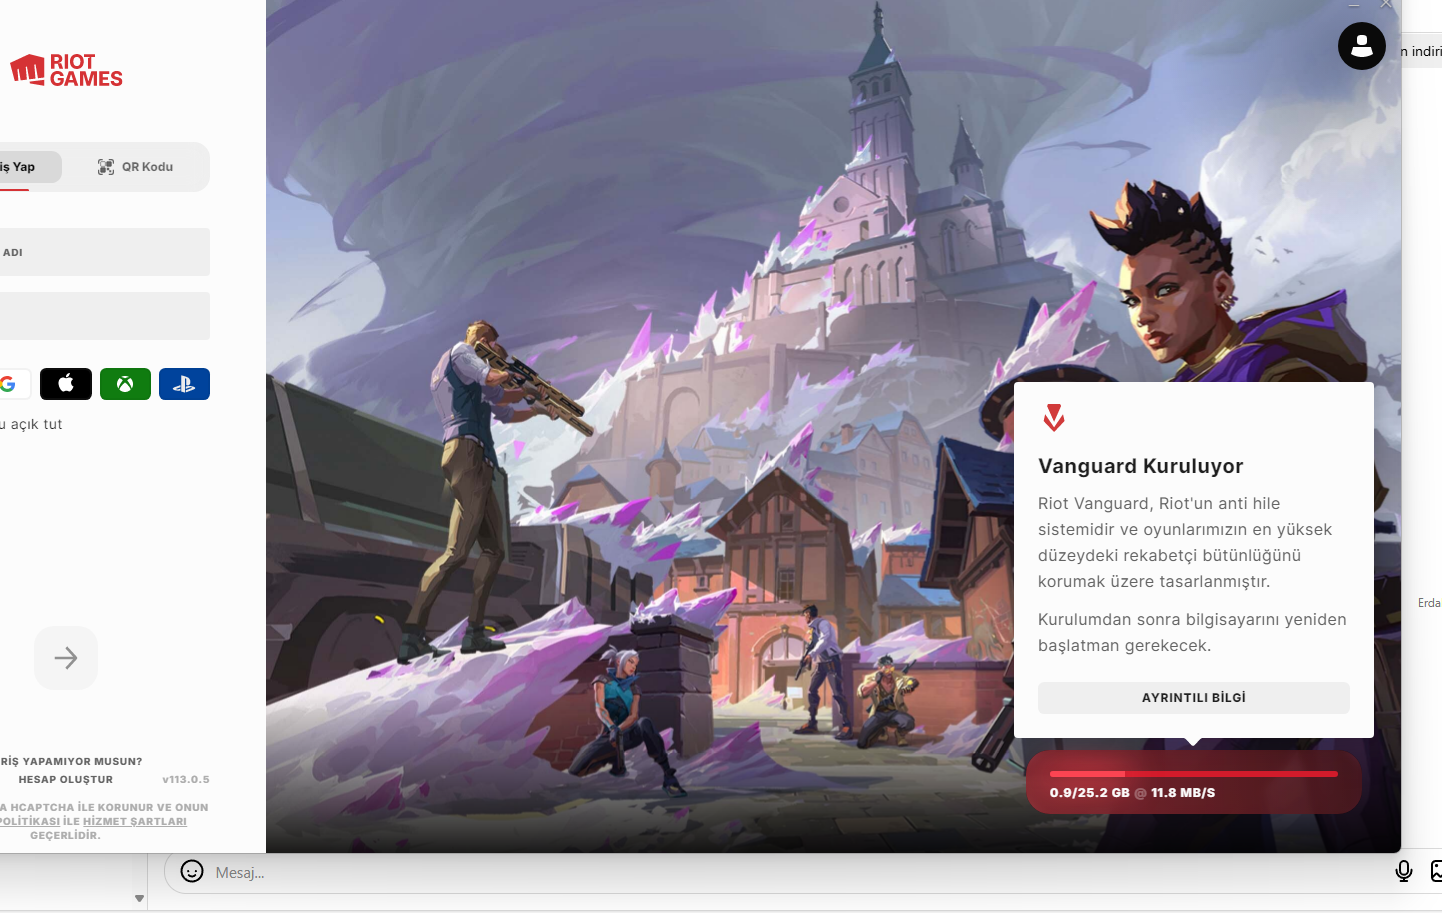 RIOT
GAMES
iş Yap
QR Kodu
ADI
u açık tut
RİŞ YAPAMIYOR MUSUN?
HESAP OLUŞTUR
v113.0.5
A HCAPTCHA İLE KORUNUR VE ONUN
POLİTİKASI İLE HİZMET ŞARTLARI
GEÇERLİDİR.
n indiri
Vanguard Kuruluyor
Riot Vanguard, Riot'un anti hile
sistemidir ve oyunlarımızın en yüksek
düzeydeki rekabetçi bütünlüğünü
korumak üzere tasarlanmıştır.
Kurulumdan sonra bilgisayarını yeniden
başlatman gerekecek.
AYRINTILI BİLGİ
0.9/25.2 GB @ 11.8 MB/S
Erda
Mesaj...